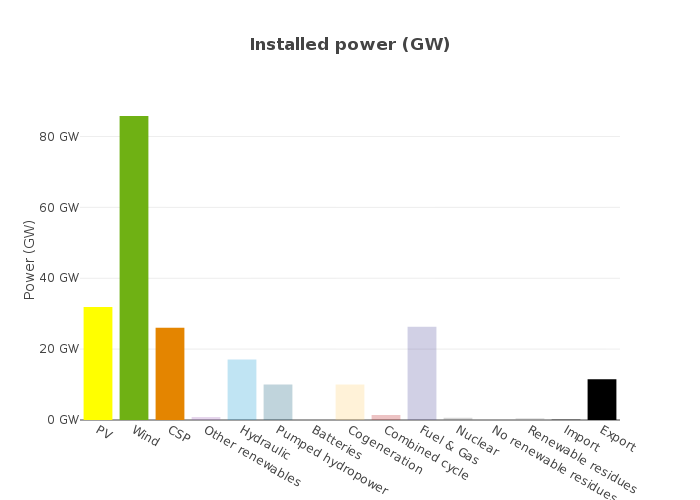 Installed power (GW)
Power (GW)
80 GW
60 GW
40 GW
20 GW
0 GW
PV
Wind
CSP
Other renewables
Hydraulic
Pumped hydropower
Batteries
Cogeneration
Combined cycle
Fuel & Gas
Nuclear
No renewable residues
Renewable residues
Import
Export